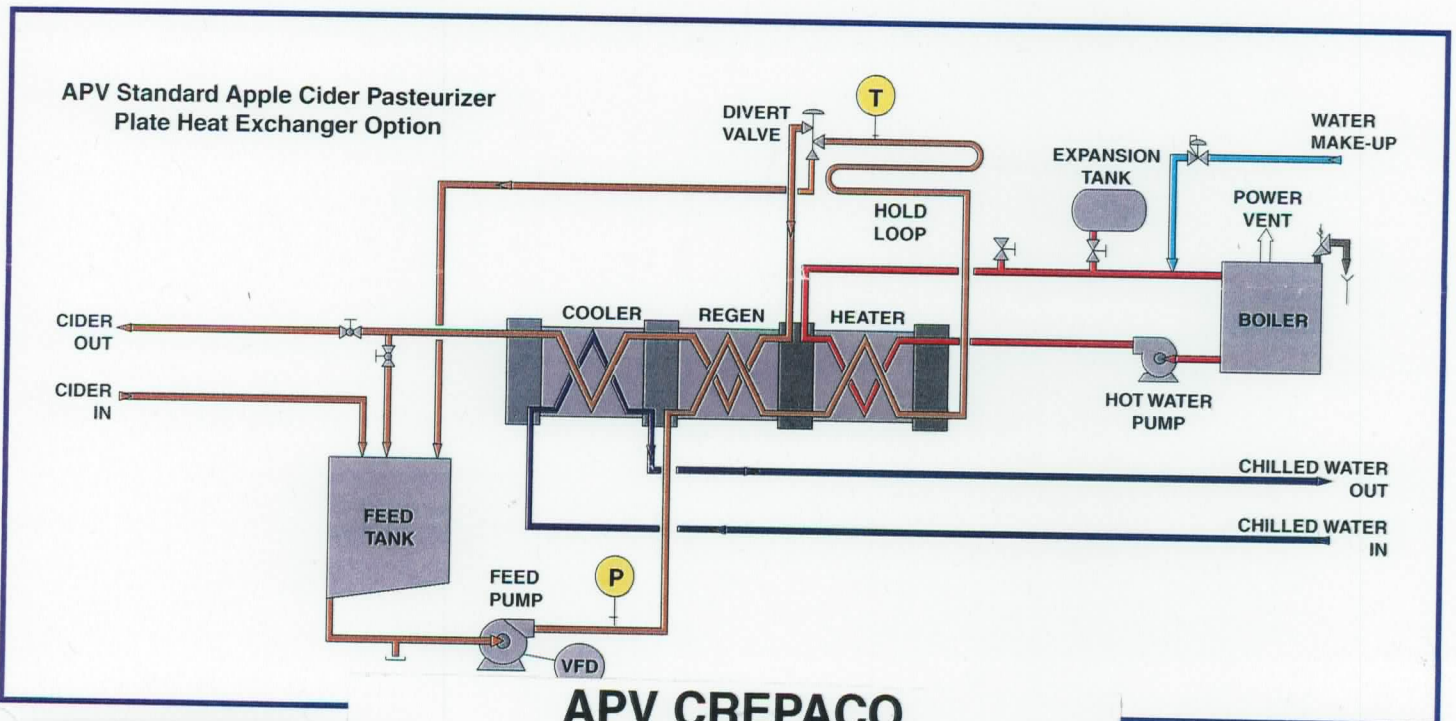 APV Standard Apple Cider Pasteurizer
Plate Heat Exchanger Option
DIVERT
VALVE
T
WATER
MAKE-UP
EXPANSION
TANK
POWER
VENT
HOLD
LOOP
COOLER
REGEN
HEATER
BOILER
CIDER
OUT
CIDER
IN
HOT WATER
PUMP
CHILLED WATER
OUT
FEED
TANK
CHILLED WATER
IN
FEED
PUMP
P
VFD
APV CREPACO